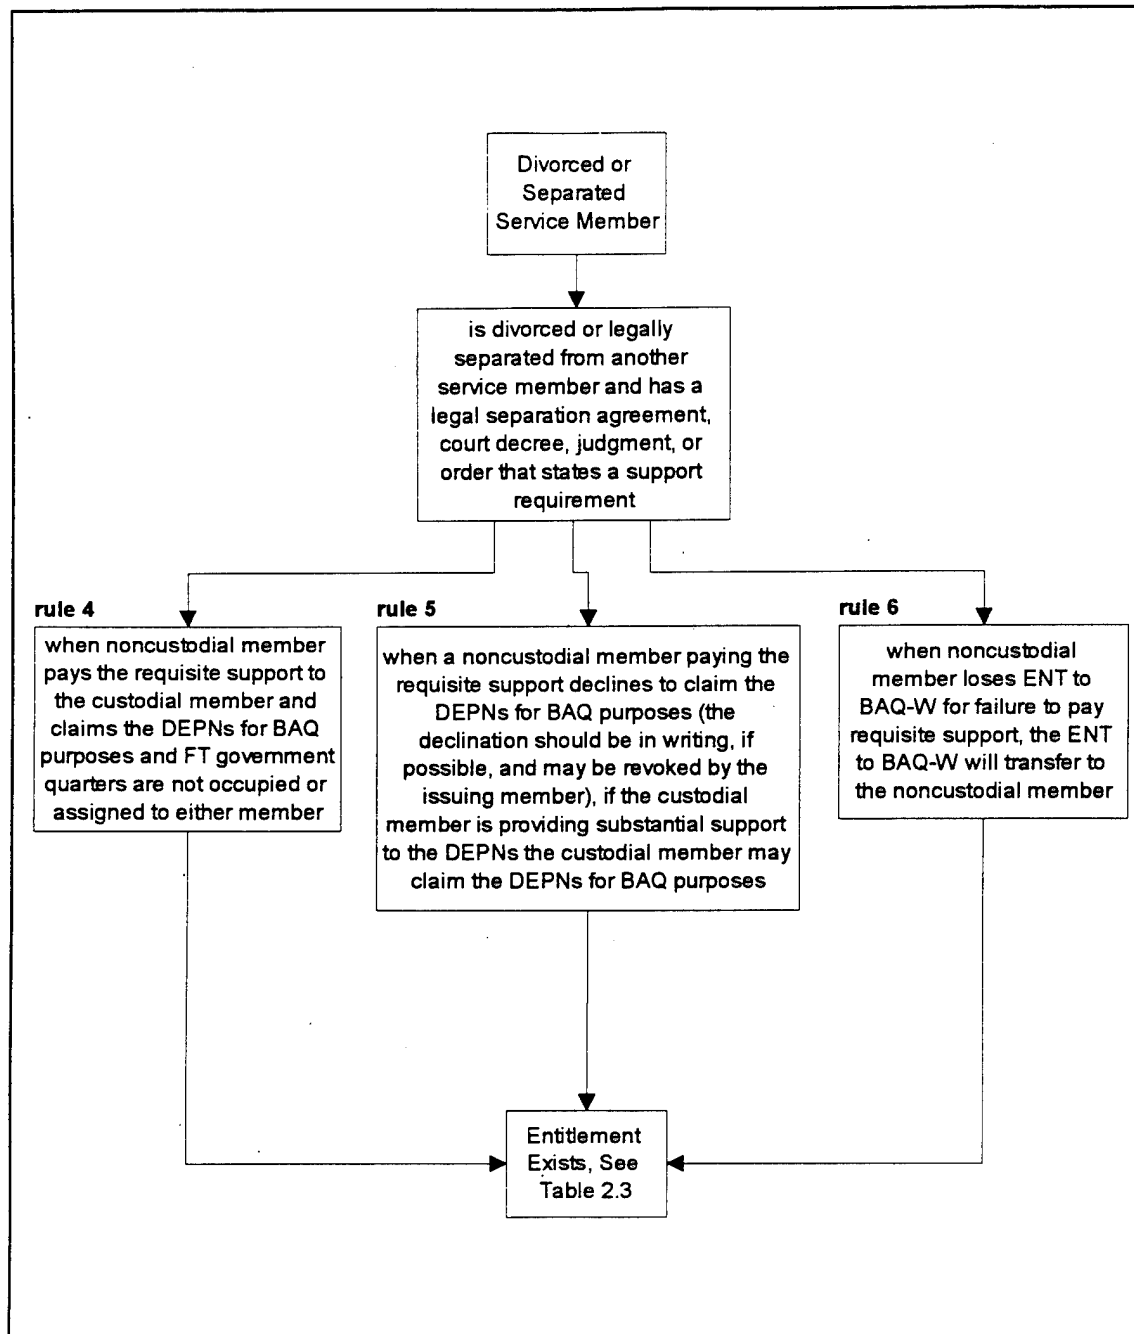 Divorced or
Separated
Service Member
is divorced or legally
separated from another
service member and has a
legal separation agreement,
court decree, judgment, or
order that states a support
requirement
rule 4
when noncustodial member
pays the requisite support to
the custodial member and
claims the DEPNs for BAQ
purposes and FT government
quarters are not occupied or
assigned to either member
rule 5
when a noncustodial member paying the
requisite support declines to claim the
DEPNs for BAQ purposes (the
declination should be in writing, if
possible, and may be revoked by the
issuing member), if the custodial
member is providing substantial support
to the DEPNs the custodial member may
claim the DEPNs for BAQ purposes
rule 6
when noncustodial
member loses ENT to
BAQ-W for failure to pay
requisite support, the ENT
to BAQ-W will transfer to
the noncustodial member
Entitlement
Exists, See
Table 2.3